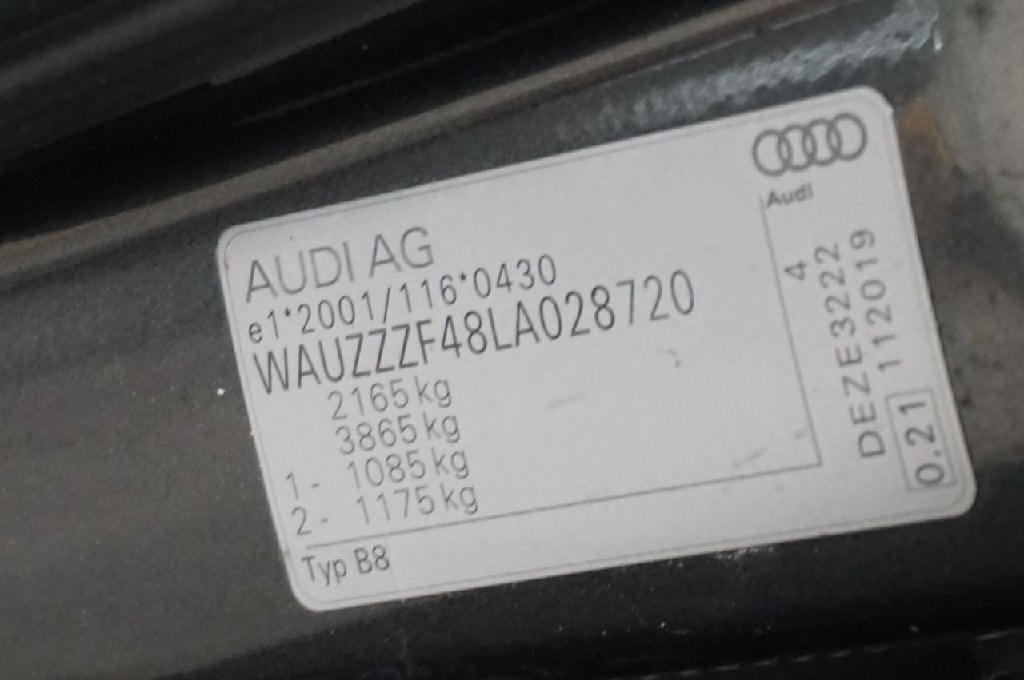 Audi
AUDI AG
e1*2001/116*0430
WAUZZZF48LA028720
2165 kg
3865 kg
1 - 1085 kg
2 - 1175 kg
Typ B8
4
DEZE3222
112019
0.21